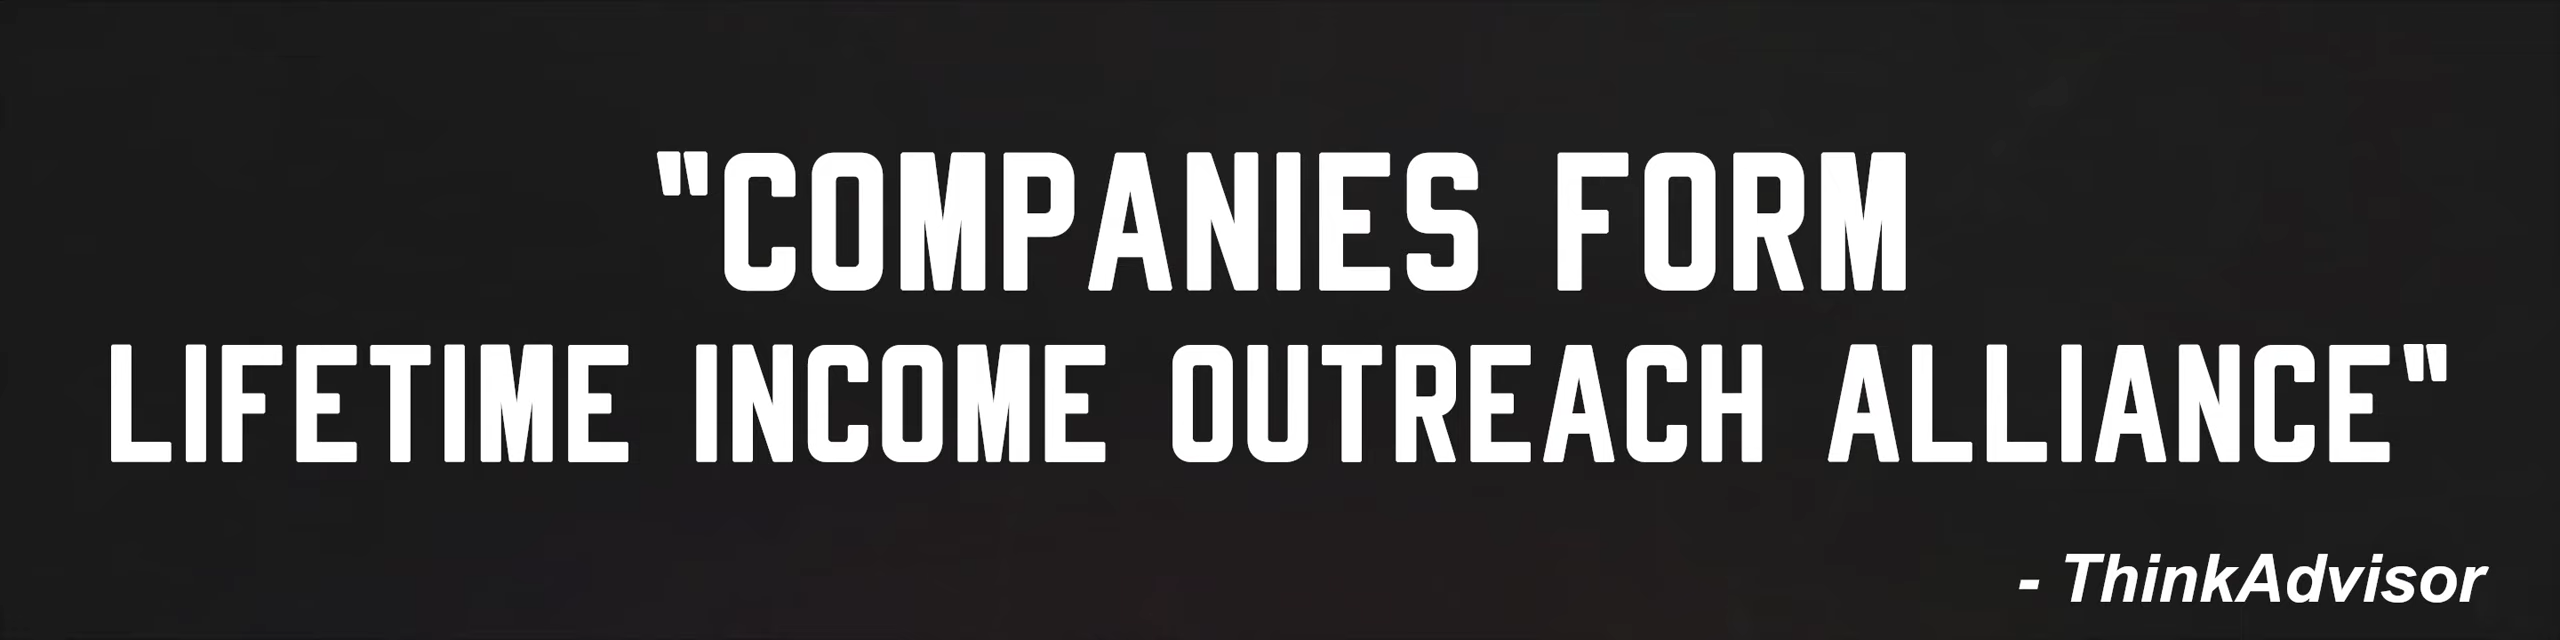 "COMPANIES FORM
LIFETIME INCOME OUTREACH ALLIANCE"
- ThinkAdvisor